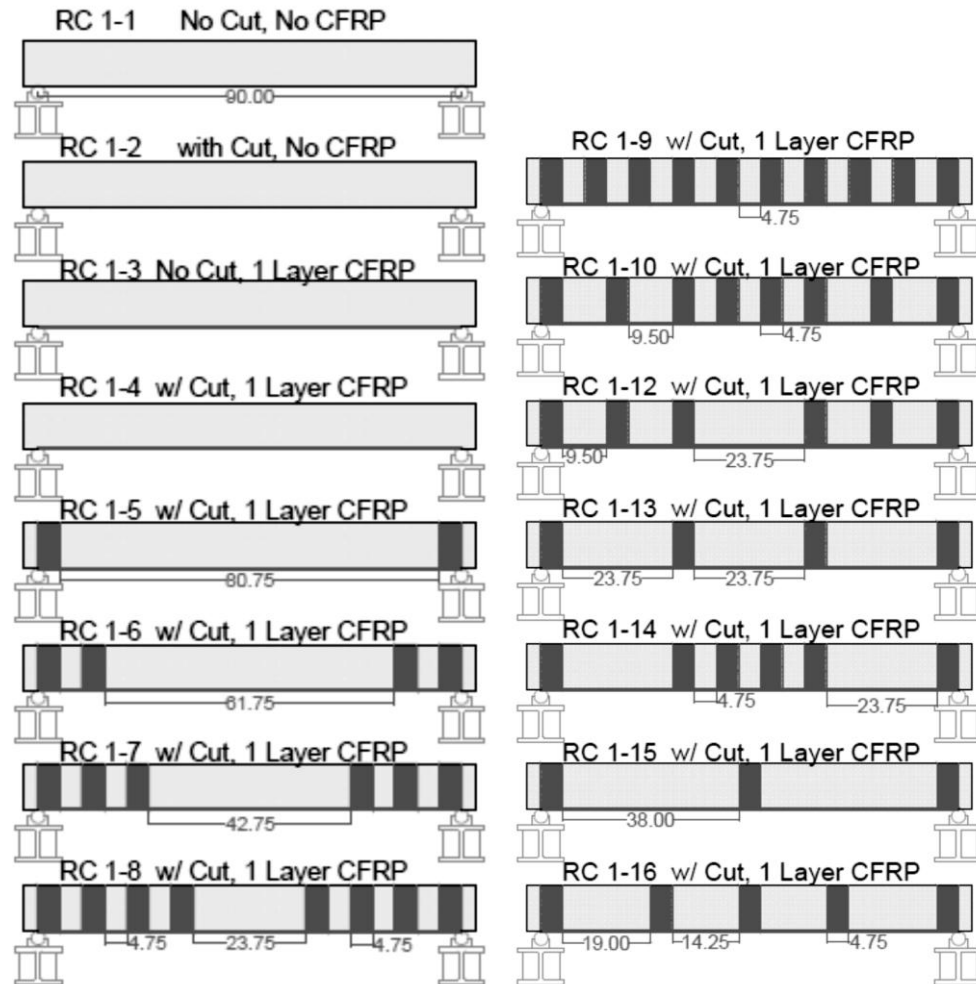 RC 1-1 No Cut, No CFRP
90.00
RC 1-2 with Cut, No CFRP
RC 1-3 No Cut, 1 Layer CFRP
RC 1-4 w/ Cut, 1 Layer CFRP
RC 1-5 w/ Cut, 1 Layer CFRP
80.75
RC 1-6 w/ Cut, 1 Layer CFRP
61.75
RC 1-7 w/ Cut, 1 Layer CFRP
42.75
RC 1-8 w/ Cut, 1 Layer CFRP
4.75 23.75 4.75
RC 1-9 w/ Cut, 1 Layer CFRP
4.75
RC 1-10 w/ Cut, 1 Layer CFRP
9.50 4.75
RC 1-12 w/ Cut, 1 Layer CFRP
9.50 23.75
RC 1-13 w/ Cut, 1 Layer CFRP
23.75 23.75
RC 1-14 w/ Cut, 1 Layer CFRP
4.75 23.75
RC 1-15 w/ Cut, 1 Layer CFRP
38.00
RC 1-16 w/ Cut, 1 Layer CFRP
19.00 14.25 4.75